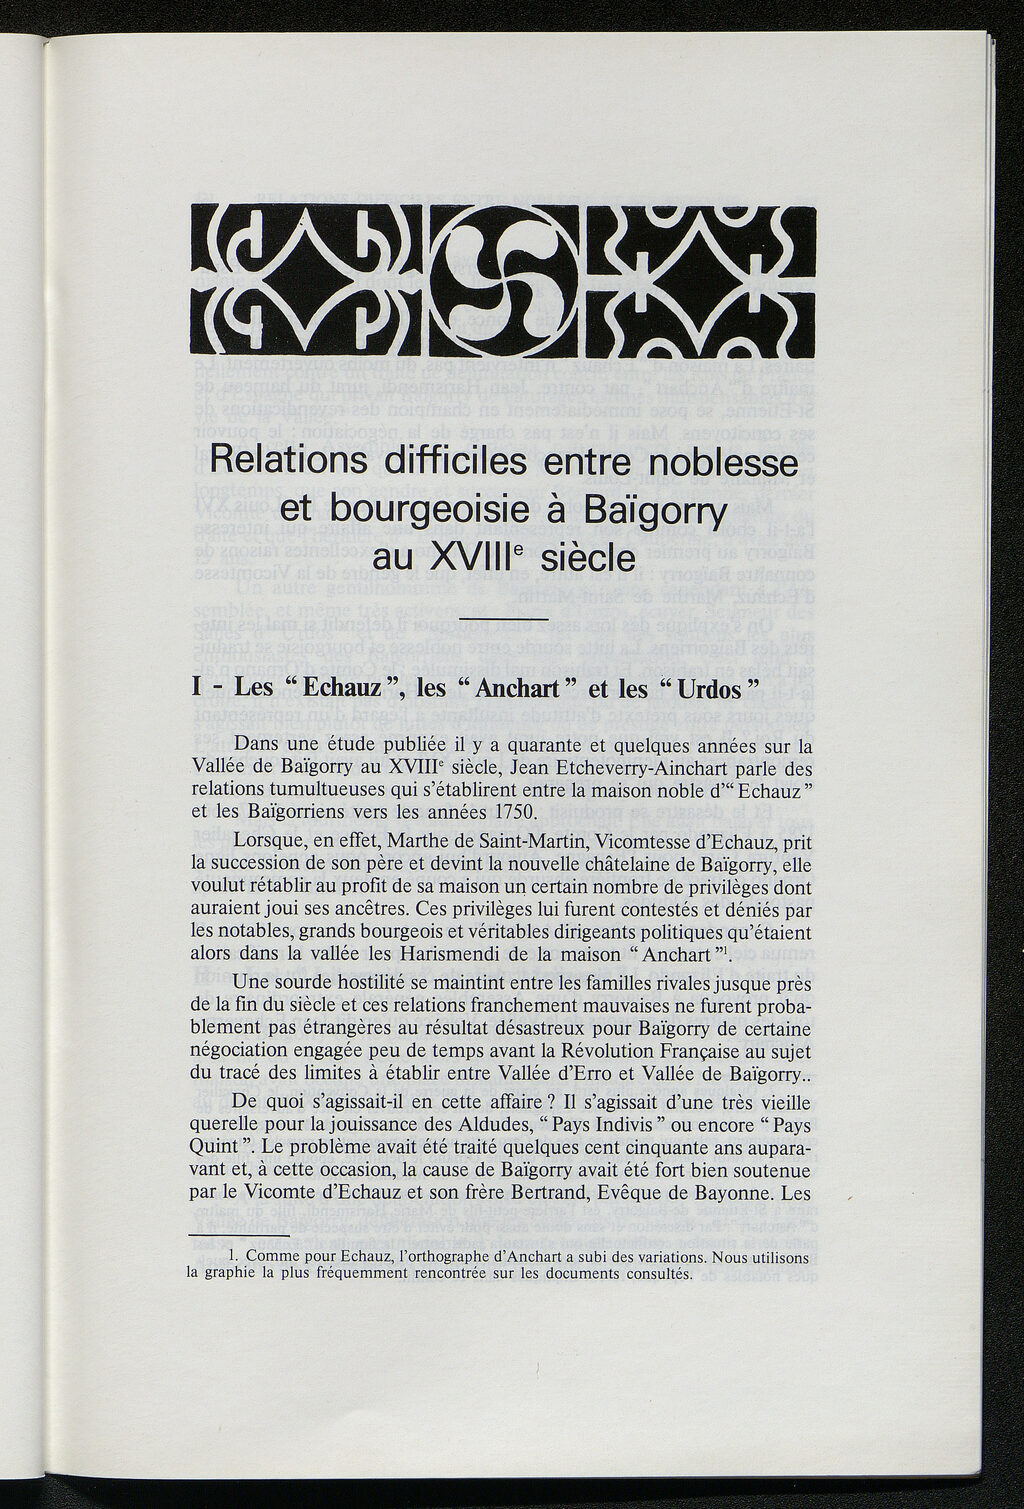 Relations difficiles entre noblesse
et bourgeoisie à Baïgorry
au XVIIIe siècle
I - Les “ Echauz ”, les “ Anchart ” et les “ Urdos ”
Dans une étude publiée il y a quarante et quelques années sur la
Vallée de Baïgorry au XVIIIe siècle, Jean Etcheverry-Ainchart parle des
relations tumultueuses qui s’établirent entre la maison noble d’“ Echauz ”
et les Baïgorriens vers les années 1750.
Lorsque, en effet, Marthe de Saint-Martin, Vicomtesse d’Echauz, prit
la succession de son père et devint la nouvelle châtelaine de Baïgorry, elle
voulut rétablir au profit de sa maison un certain nombre de privilèges dont
auraient joui ses ancêtres. Ces privilèges lui furent contestés et déniés par
les notables, grands bourgeois et véritables dirigeants politiques qu’étaient
alors dans la vallée les Harismendi de la maison “ Anchart ”1.
Une sourde hostilité se maintint entre les familles rivales jusque près
de la fin du siècle et ces relations franchement mauvaises ne furent proba-
blement pas étrangères au résultat désastreux pour Baïgorry de certaine
négociation engagée peu de temps avant la Révolution Française au sujet
du tracé des limites à établir entre Vallée d’Erro et Vallée de Baïgorry..
De quoi s’agissait-il en cette affaire ? Il s’agissait d’une très vieille
querelle pour la jouissance des Aldudes, “ Pays Indivis ” ou encore “ Pays
Quint ”. Le problème avait été traité quelques cent cinquante ans aupara-
vant et, à cette occasion, la cause de Baïgorry avait été fort bien soutenue
par le Vicomte d’Echauz et son frère Bertrand, Evêque de Bayonne. Les
1. Comme pour Echauz, l’orthographe d’Anchart a subi des variations. Nous utilisons
la graphie la plus fréquemment rencontrée sur les documents consultés.